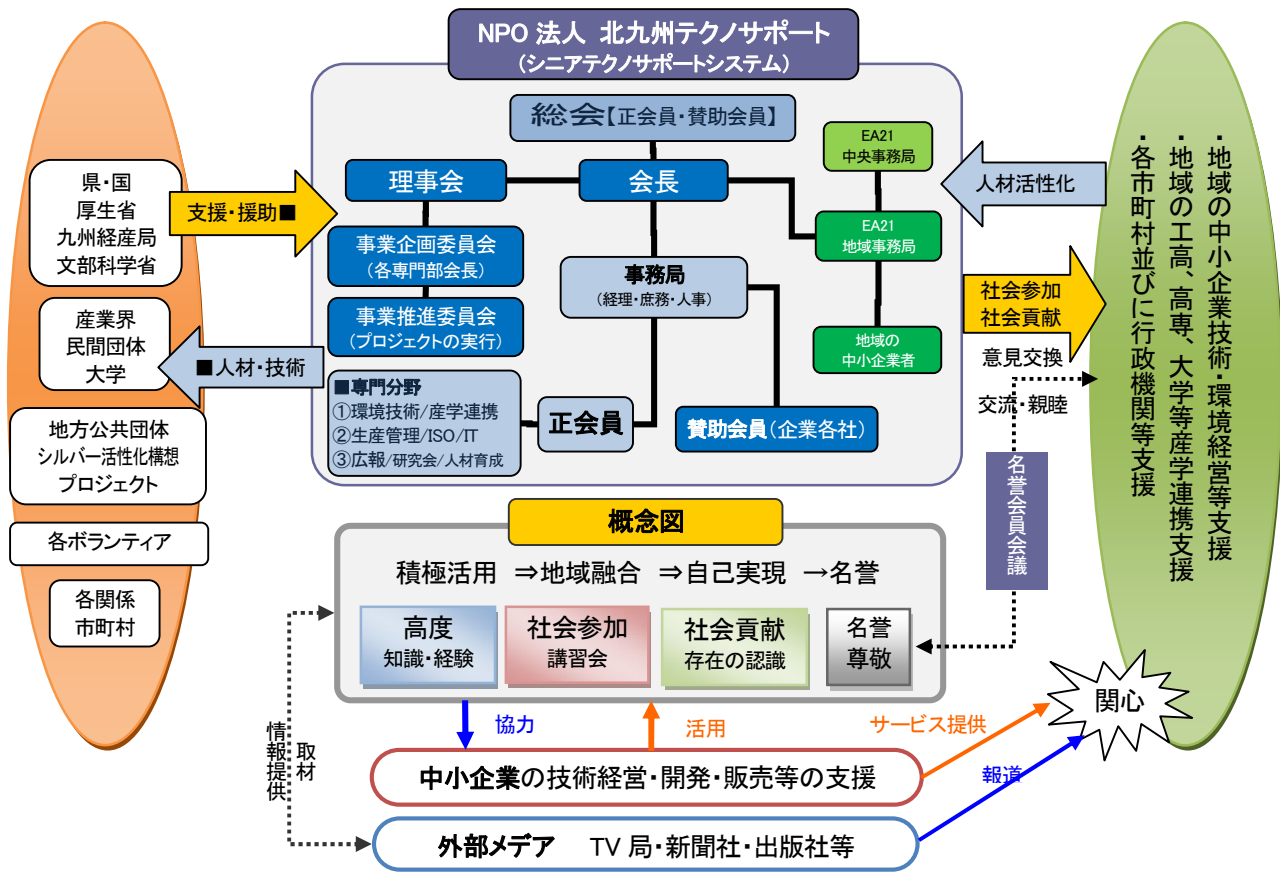 NPO 法人 北九州テクノサポート
（シニアテクノサポートシステム）
総会【正会員・賛助会員】
理事会
会長
EA21
中央事務局
事業企画委員会
（各専門部会長）
EA21
地域事務局
事務局
（経理・庶務・人事）
事業推進委員会
（プロジェクトの実行）
地域の
中小企業者
■専門分野
①環境技術/産学連携
②生産管理/ISO/IT
③広報/研究会/人材育成
正会員
賛助会員（企業各社）
県・国
厚生省
九州経産局
文部科学省
産業界
民間団体
大学
地方公共団体
シルバー活性化構想
プロジェクト
各ボランティア
各関係
市町村
支援・援助■
■人材・技術
人材活性化
社会参加
社会貢献
意見交換
交流・親睦
名誉会員会議
・地域の中小企業技術・環境経営等支援
・地域の工高、高専、大学等産学連携支援
・各市町村並びに行政機関等支援
概念図
積極活用 ⇒地域融合 ⇒自己実現 →名誉
高度
知識・経験
社会参加
講習会
社会貢献
存在の認識
名誉
尊敬
協力
活用
サービス提供
関心
報道
取材
情報提供
中小企業の技術経営・開発・販売等の支援
外部メデア TV 局・新聞社・出版社等